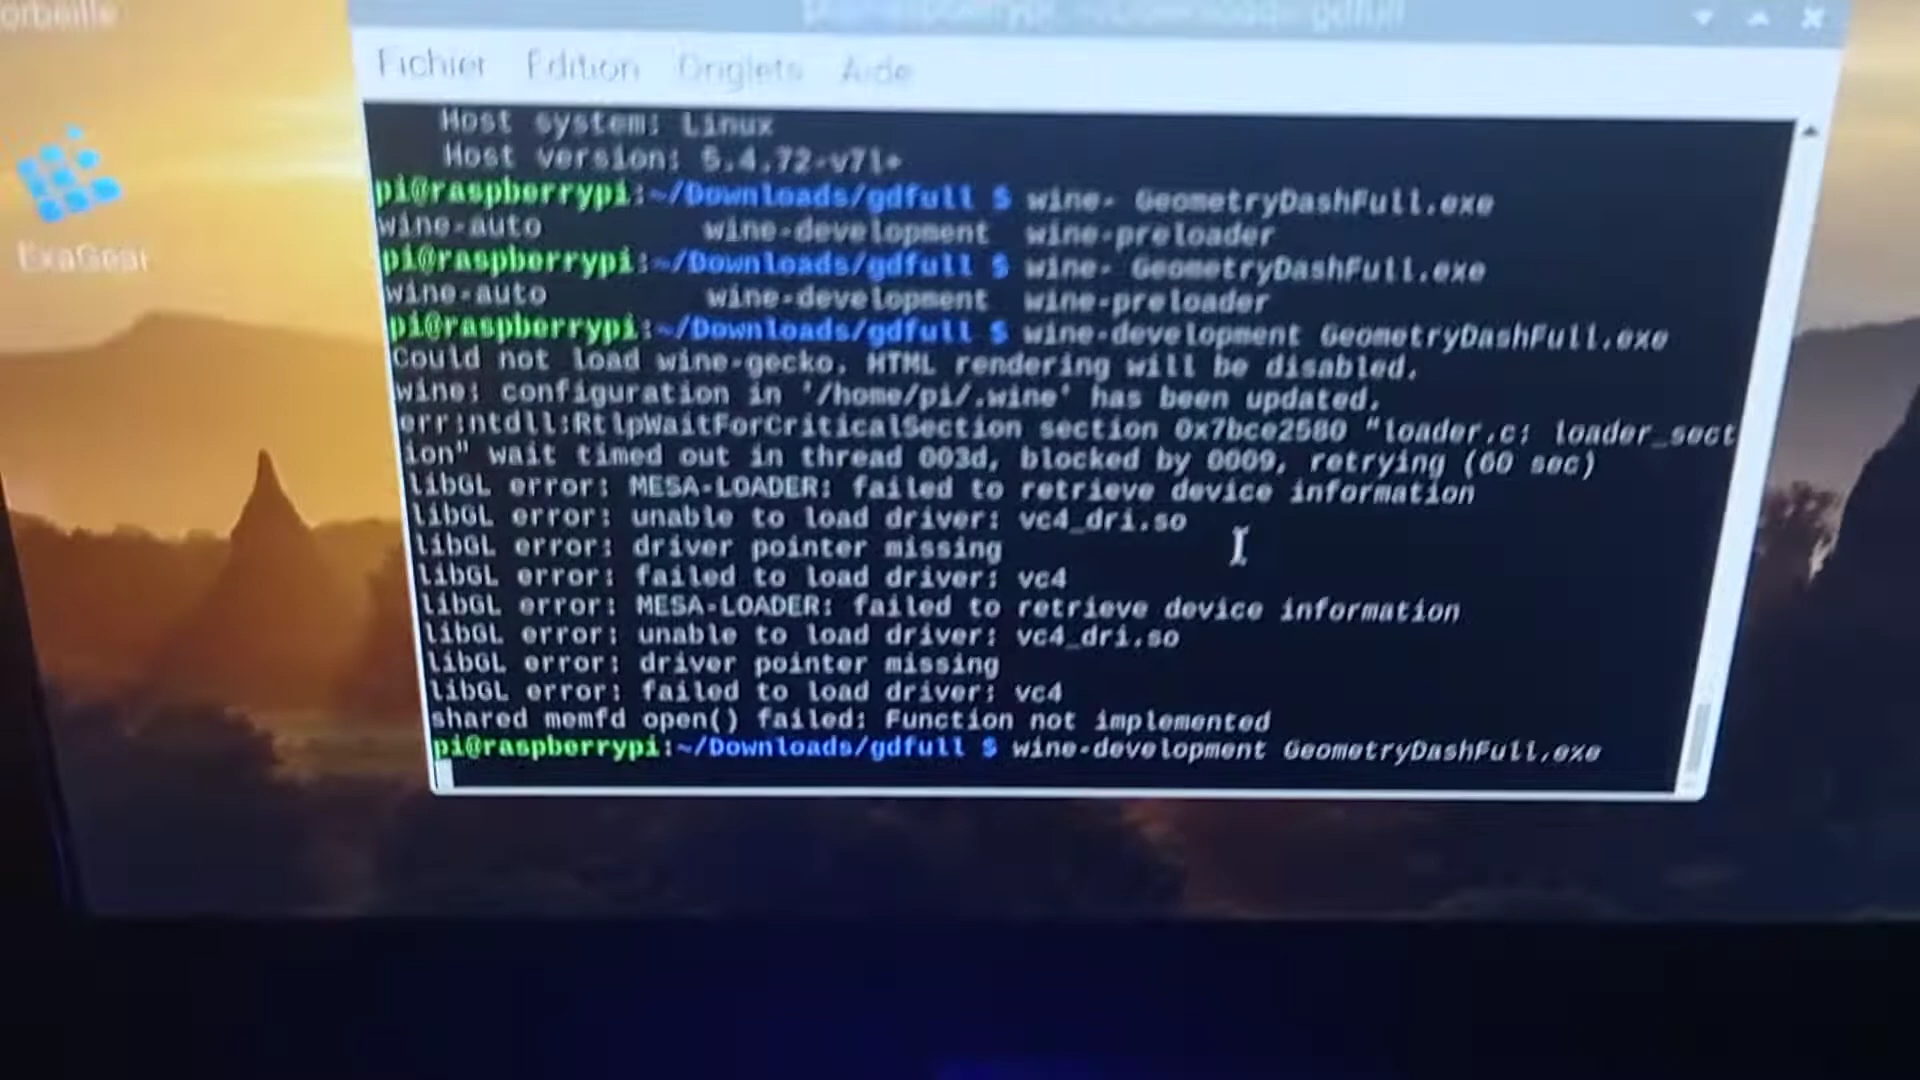 orbeille
gdfull
Fichier Edition Onglets Aide
ExaGear
Host system: Linux
Host version: 5.4.72-v7l+
pi@raspberrypi:~/Downloads/gdfull $ wine- GeometryDashFull.exe
wine-auto wine-development wine-preloader
pi@raspberrypi:~/Downloads/gdfull $ wine- GeometryDashFull.exe
wine-auto wine-development wine-preloader
pi@raspberrypi:~/Downloads/gdfull $ wine-development GeometryDashFull.exe
Could not load wine-gecko. HTML rendering will be disabled.
wine: configuration in '/home/pi/.wine' has been updated.
err:ntdll:RtlpWaitForCriticalSection section 0x7bce2580 "loader.c: loader_sect
ion" wait timed out in thread 003d, blocked by 0009, retrying (60 sec)
libGL error: MESA-LOADER: failed to retrieve device information
libGL error: unable to load driver: vc4_dri.so
libGL error: driver pointer missing
libGL error: failed to load driver: vc4
libGL error: MESA-LOADER: failed to retrieve device information
libGL error: unable to load driver: vc4_dri.so
libGL error: driver pointer missing
libGL error: failed to load driver: vc4
shared memfd open() failed: Function not implemented
pi@raspberrypi:~/Downloads/gdfull $ wine-development GeometryDashFull.exe